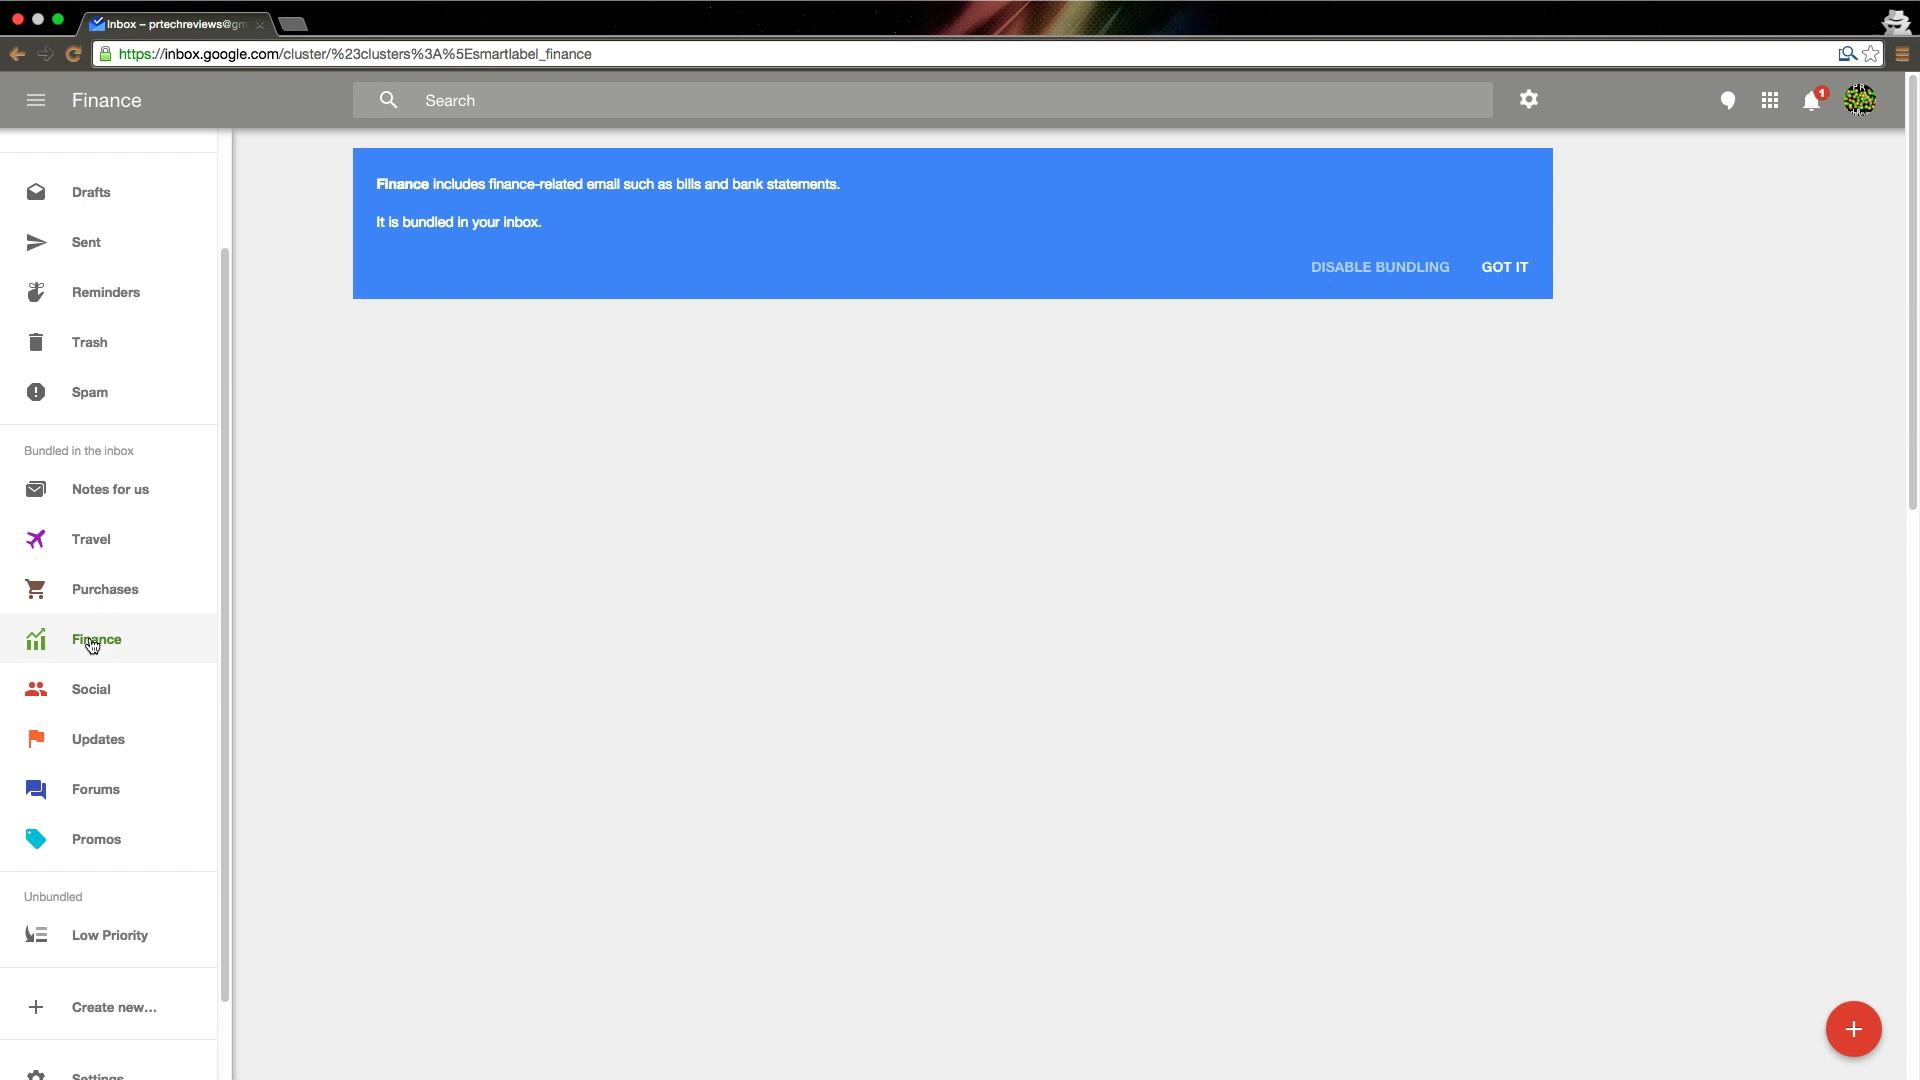 Inbox – prtechreviews@gm
https://inbox.google.com/cluster/%23clusters%3A%5Esmartlabel_finance
Finance
Search
1
Drafts
Sent
Reminders
Trash
Spam
Bundled in the inbox
Notes for us
Travel
Purchases
Finance
Social
Updates
Forums
Promos
Unbundled
Low Priority
Create new...
Settings
Finance includes finance-related email such as bills and bank statements.
It is bundled in your inbox.
DISABLE BUNDLING GOT IT